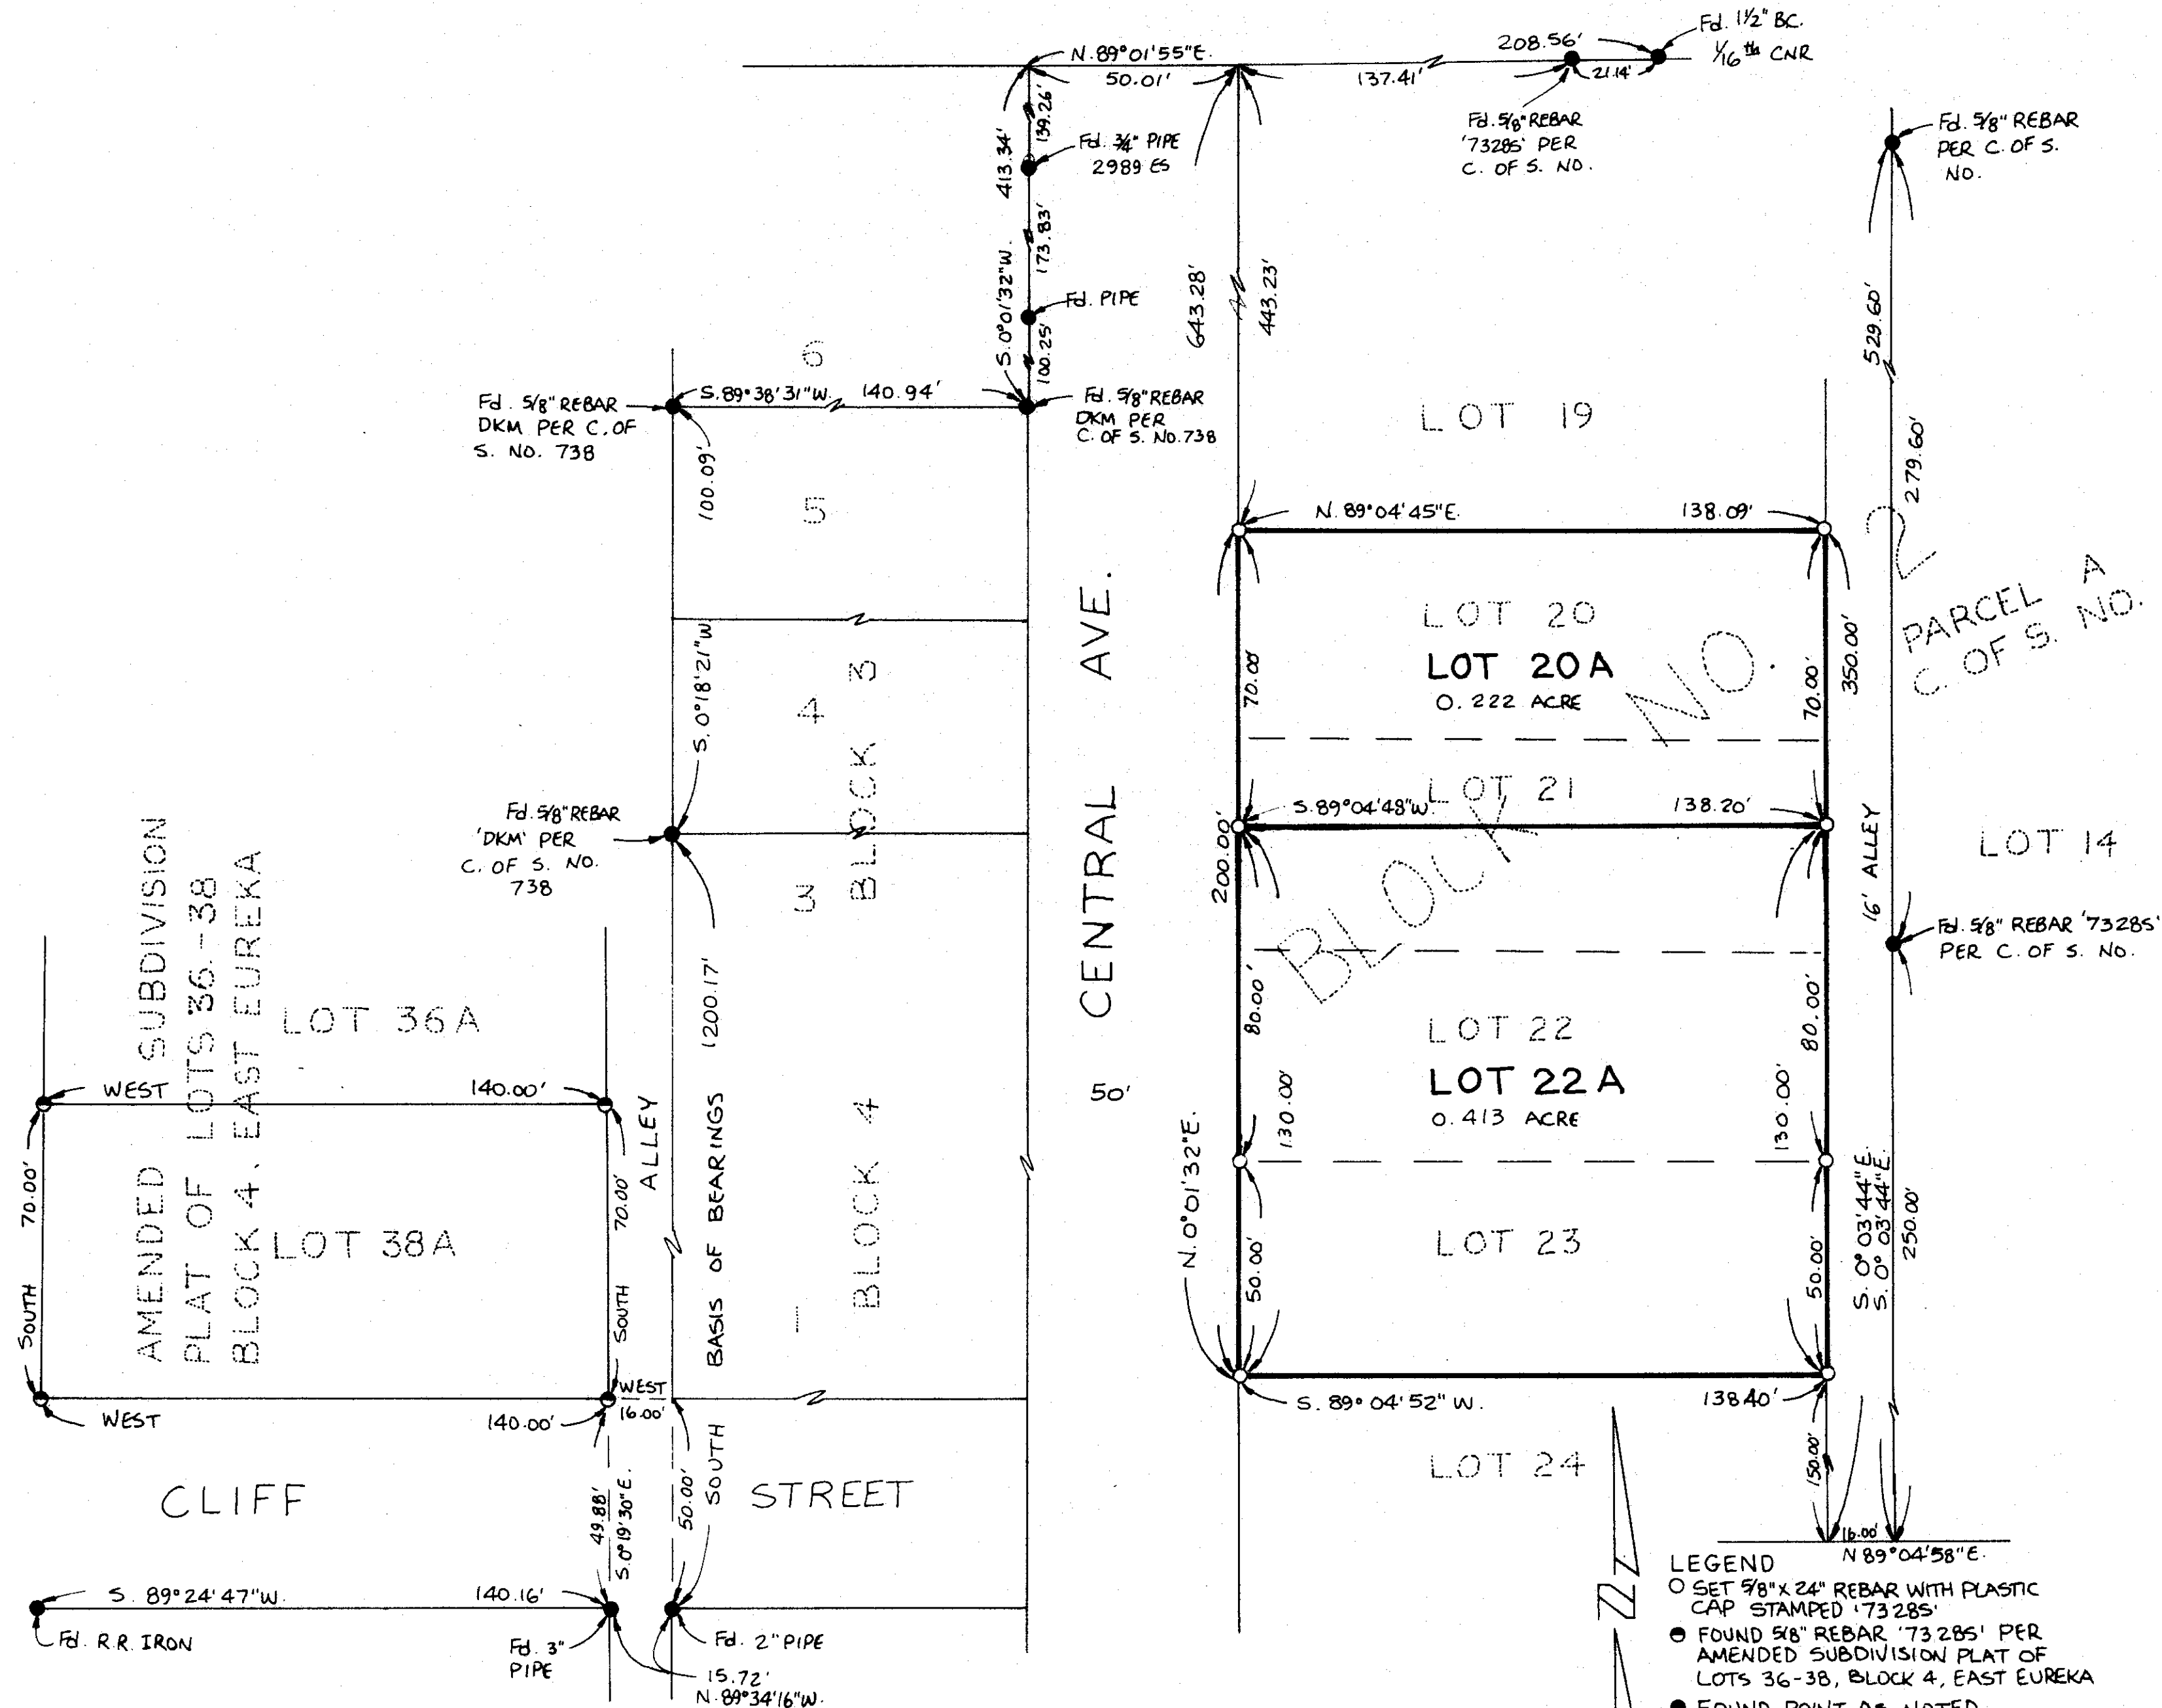 N. 89°01'55"E.
50.01'
137.41'
208.56'
21.14'
Fd. 1½" BC.
1/16 th CNR
Fd. 5/8" REBAR
'7328S' PER
C. OF S. NO.
Fd. 5/8" REBAR
PER C. OF S.
NO.
139.26'
413.34'
Fd. ¾" PIPE
2989 ES
173.83'
S. 0°01'32"W.
Fd. PIPE
100.25'
643.28'
443.23'
529.60'
279.60'
6
S. 89°38'31"W.
140.94'
Fd. 5/8" REBAR
DKM PER C. OF
S. NO. 738
Fd. 5/8" REBAR
DKM PER
C. OF S. NO. 738
100.09'
5
LOT 19
N. 89°04'45"E.
138.09'
LOT 20
LOT 20A
0.222 ACRE
70.00'
70.00'
350.00'
2
PARCEL A
C. OF S. NO.
S. 0°18'21"W
4
BLOCK 3
CENTRAL AVE.
BLOCK NO.
LOT 21
S. 89°04'48"W.
138.20'
200.00'
16' ALLEY
LOT 14
Fd. 5/8" REBAR
'DKM' PER
C. OF S. NO.
738
3
Fd. 5/8" REBAR '7328S'
PER C. OF S. NO.
AMENDED SUBDIVISION
PLAT OF LOTS 36-38
BLOCK 4, EAST EUREKA
LOT 36A
1200.17'
80.00'
80.00'
LOT 22
LOT 22A
0.413 ACRE
50'
130.00'
130.00'
WEST
140.00'
ALLEY
BASIS OF BEARINGS
BLOCK 4
N. 0°01'32"E.
70.00'
70.00'
LOT 38A
SOUTH
SOUTH
1
LOT 23
50.00'
50.00'
S. 0°03'44"E.
S. 0°03'44"E.
250.00'
WEST
140.00'
WEST
16.00'
S. 89°04'52" W.
138.40'
CLIFF
STREET
49.88'
S. 0°19'30"E.
50.00'
SOUTH
LOT 24
150.00'
16.00'
N 89°04'58"E.
S. 89°24'47"W.
140.16'
Fd. R.R. IRON
Fd. 3"
PIPE
Fd. 2" PIPE
15.72'
N. 89°34'16"W.
LEGEND
SET 5/8" X 24" REBAR WITH PLASTIC
CAP STAMPED '7328S'
FOUND 5/8" REBAR '7328S' PER
AMENDED SUBDIVISION PLAT OF
LOTS 36-38, BLOCK 4, EAST EUREKA
FOUND POINT AS NOTED